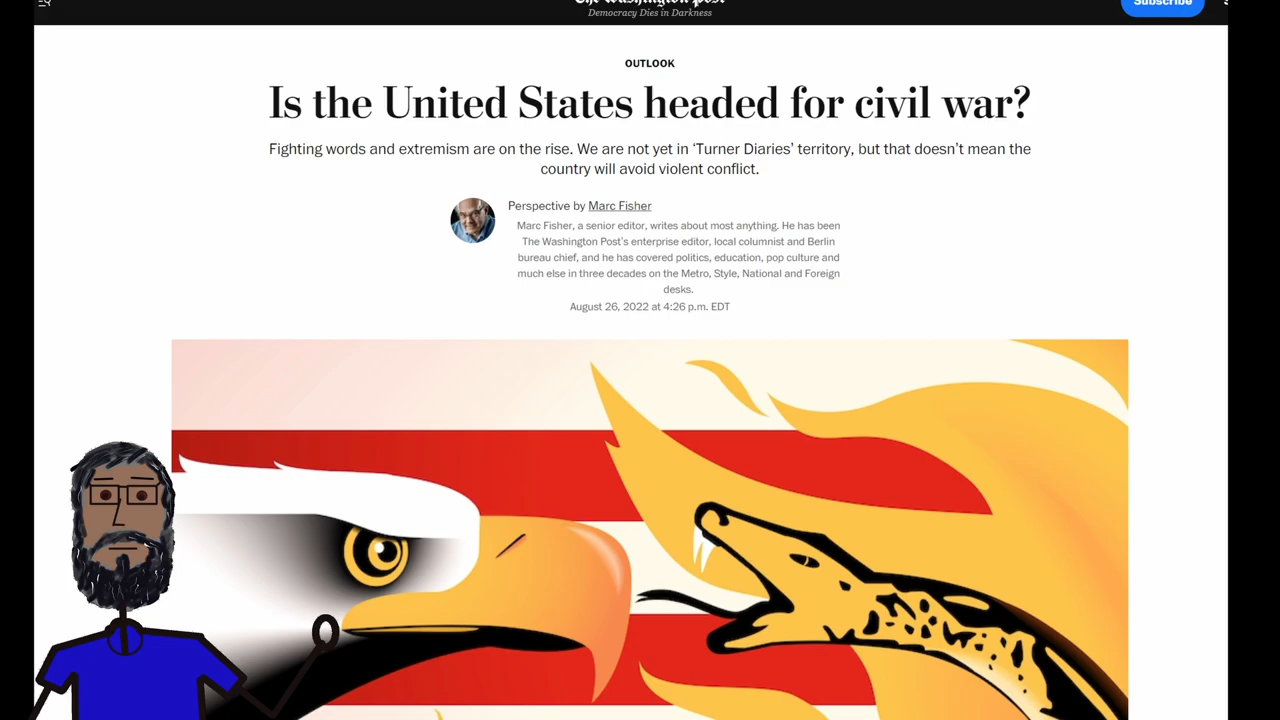 The Washington Post
Democracy Dies in Darkness
Subscribe
OUTLOOK
Is the United States headed for civil war?
Fighting words and extremism are on the rise. We are not yet in ‘Turner Diaries’ territory, but that doesn’t mean the
country will avoid violent conflict.
Perspective by Marc Fisher
Marc Fisher, a senior editor, writes about most anything. He has been
The Washington Post’s enterprise editor, local columnist and Berlin
bureau chief, and he has covered politics, education, pop culture and
much else in three decades on the Metro, Style, National and Foreign
desks.
August 26, 2022 at 4:26 p.m. EDT